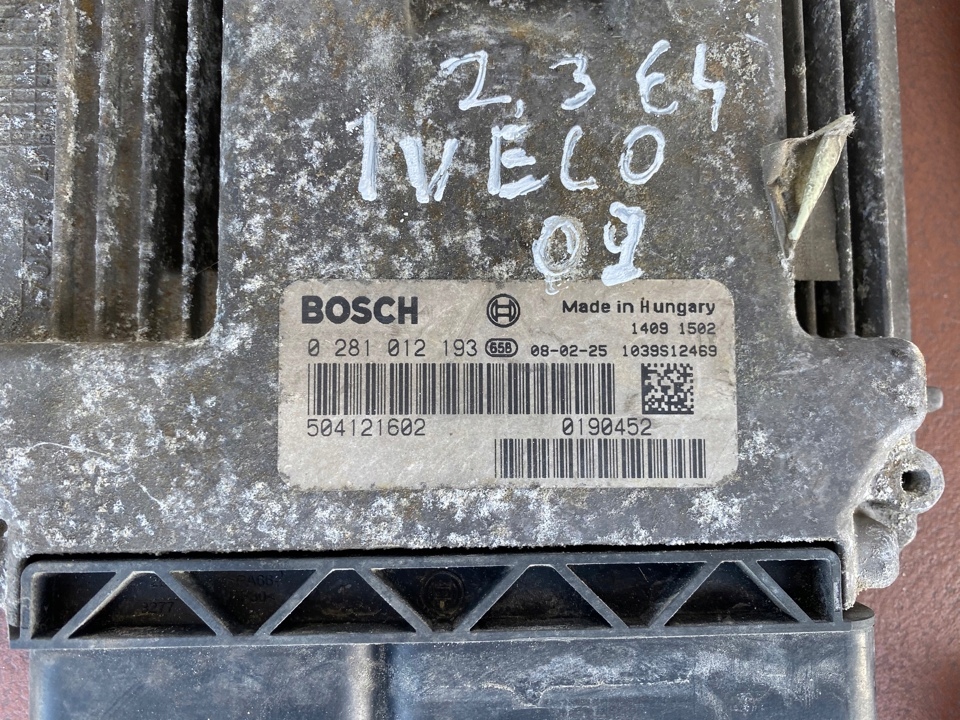 2,3 E4
IVECO
09
BOSCH Made in Hungary
1409 1502
0 281 012 193 658 08-02-25 1039S12469
504121602 0190452